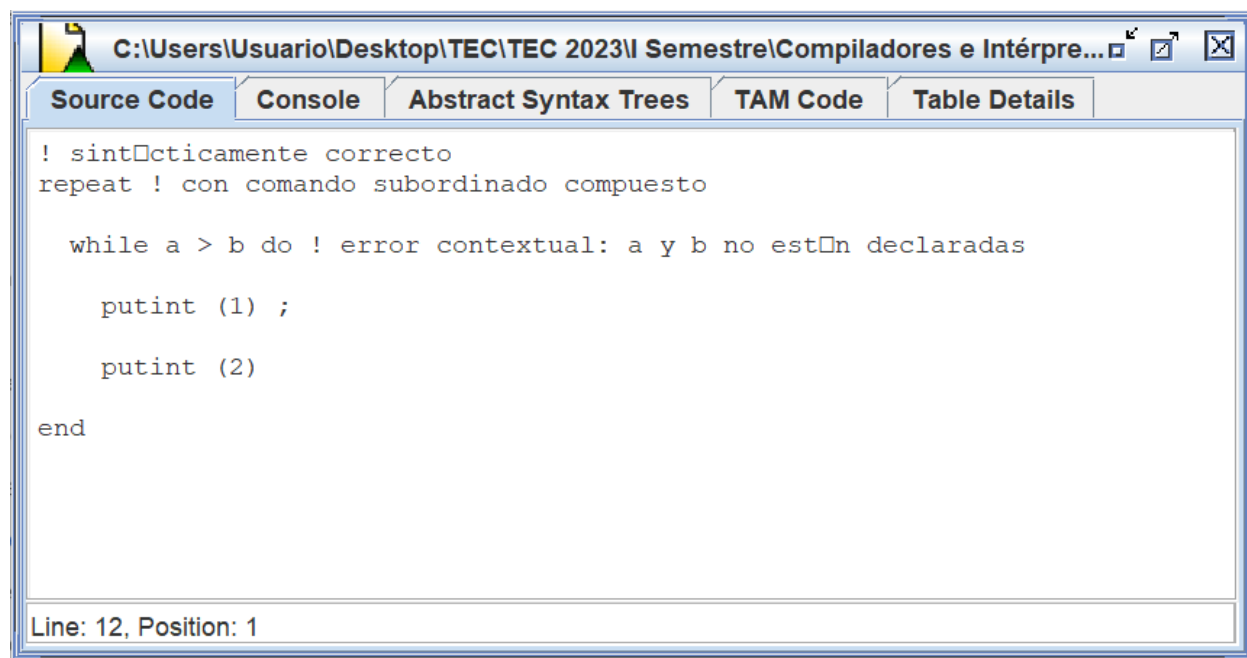 C:\Users\Usuario\Desktop\TEC\TEC 2023\I Semestre\Compiladores e Intérpre...
Source Code Console Abstract Syntax Trees TAM Code Table Details
! sint□cticamente correcto
repeat ! con comando subordinado compuesto
while a > b do ! error contextual: a y b no est□n declaradas
putint (1) ;
putint (2)
end
Line: 12, Position: 1